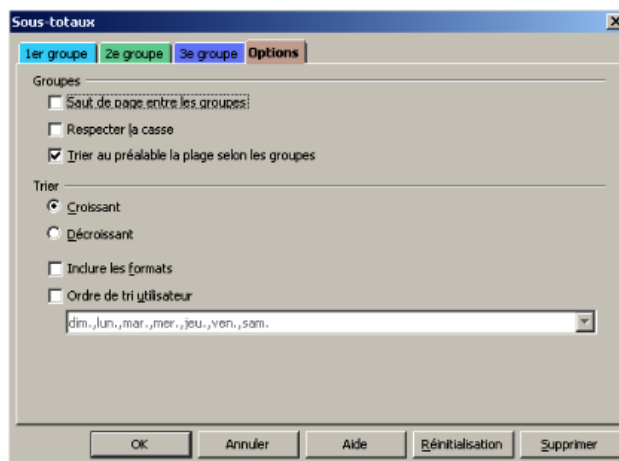 Sous-totaux
1er groupe 2e groupe 3e groupe Options
Groupes
Saut de page entre les groupes
Respecter la casse
Trier au préalable la plage selon les groupes
Trier
Croissant
Décroissant
Inclure les formats
Ordre de tri utilisateur
dim.,lun.,mar.,mer.,jeu.,ven.,sam.
OK Annuler Aide Réinitialisation Supprimer